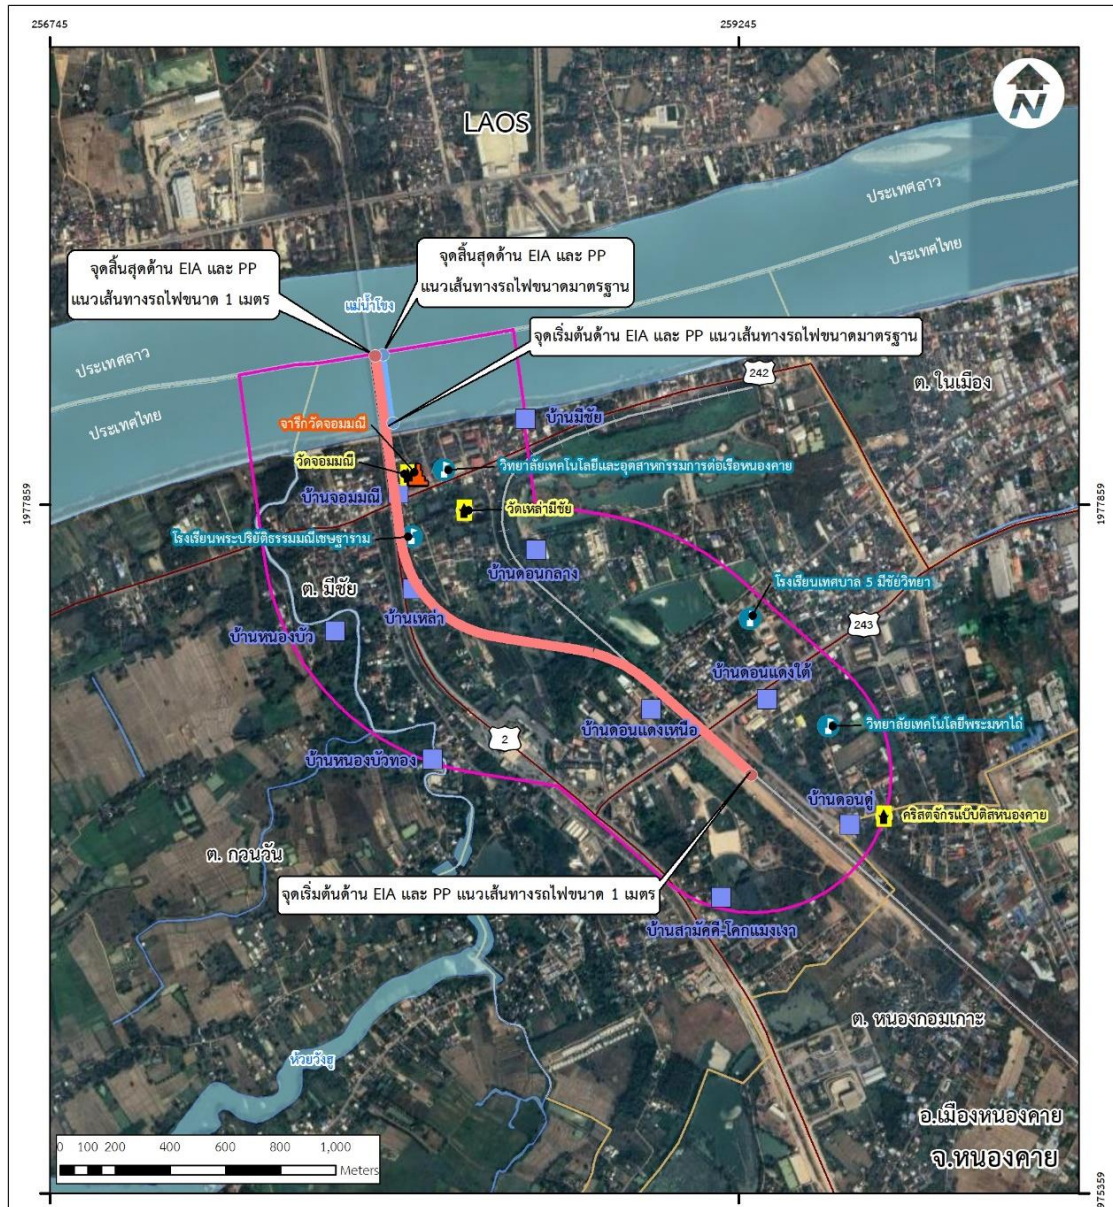 256745
259245
LAOS
N
ประเทศลาว
ประเทศไทย
จุดสิ้นสุดด้าน EIA และ PP
แนวเส้นทางรถไฟขนาด 1 เมตร
จุดสิ้นสุดด้าน EIA และ PP
แนวเส้นทางรถไฟขนาดมาตรฐาน
แม่น้ำโขง
จุดเริ่มต้นด้าน EIA และ PP แนวเส้นทางรถไฟขนาดมาตรฐาน
ประเทศลาว
ประเทศไทย
242
ต. ในเมือง
จารึกวัดจอมมณี
บ้านมีชัย
วัดจอมมณี
วิทยาลัยเทคโนโลยีและอุตสาหกรรมการต่อเรือหนองคาย
บ้านจอมมณี
วัดเหล่ามีชัย
1977859
1977859
โรงเรียนพระปริยัติธรรมมณีเชษฐาราม
บ้านดอนกลาง
โรงเรียนเทศบาล 5 มีชัยวิทยา
ต. มีชัย
บ้านเหล่า
243
บ้านหนองบัว
บ้านดอนแดงใต้
บ้านดอนแดงเหนือ
วิทยาลัยเทคโนโลยีพระมหาไถ่
2
บ้านหนองบัวทอง
บ้านดอนดู่
คริสตจักรแบ๊บติสหนองคาย
ต. กวนวัน
จุดเริ่มต้นด้าน EIA และ PP แนวเส้นทางรถไฟขนาด 1 เมตร
บ้านสามัคคี-โคกแมงเงา
ต. หนองกอมเกาะ
ห้วยวังฮู
อ.เมืองหนองคาย
จ.หนองคาย
0 100 200 400 600 800 1,000
Meters
1975359